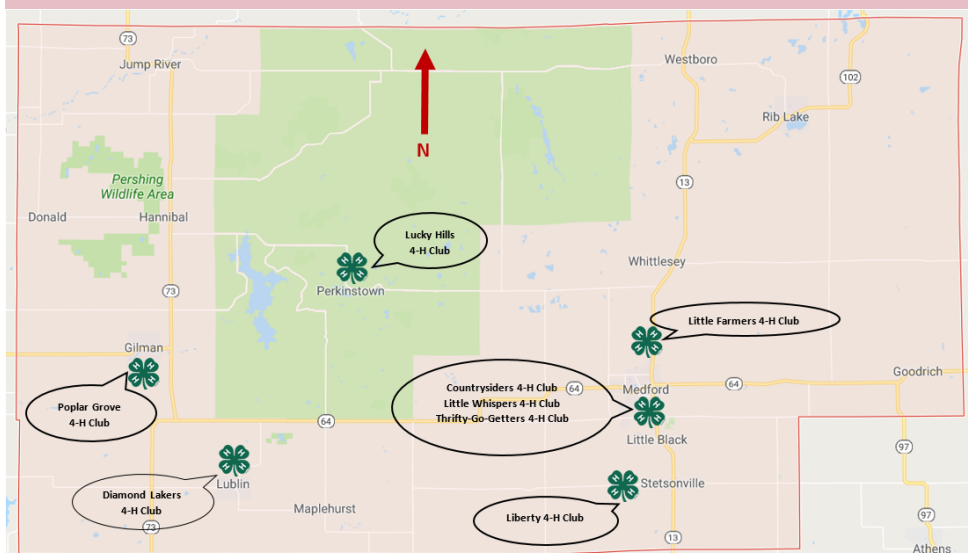 73
Jump River
Westboro
102
Rib Lake
N
Pershing
Wildlife Area
13
Donald
Hannibal
Lucky Hills
4-H Club
Whittlesey
Perkinstown
73
Little Farmers 4-H Club
Gilman
Goodrich
Countrysiders 4-H Club
Little Whispers 4-H Club
Thrifty-Go-Getters 4-H Club
64
Medford
64
Poplar Grove
4-H Club
64
Little Black
97
Lublin
Stetsonville
Diamond Lakers
4-H Club
Maplehurst
Liberty 4-H Club
97
73
13
Athens
H H H H
H H H H
H H H H
H H H H
H H H H
H H H H